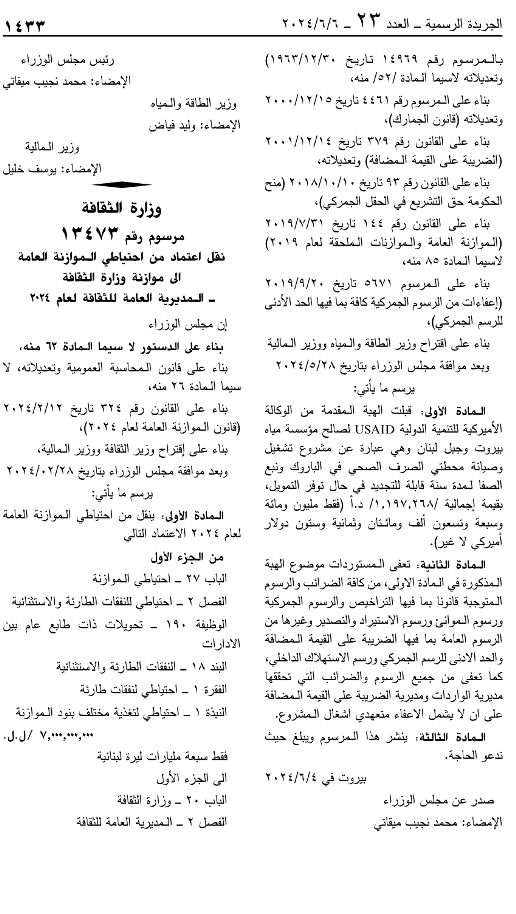 الجريدة الرسمية ــ العدد ٢٣ ــ ٢٠٢٤/٦/٦
١٤٣٣
بالمرسوم رقم ١٤٩٦٩ تاريخ ١٩٦٣/١٢/٣٠)
وتعديلاته لاسيما المادة /٥٢/ منه،
بناء على المرسوم رقم ٤٤٦١ تاريخ ٢٠٠٠/١٢/١٥
وتعديلاته (قانون الجمارك)،
بناء على القانون رقم ٣٧٩ تاريخ ٢٠٠١/١٢/١٤
(الضريبة على القيمة المضافة) وتعديلاته،
بناء على القانون رقم ٩٣ تاريخ ٢٠١٨/١٠/١٠ (منح
الحكومة حق التشريع في الحقل الجمركي)،
بناء على القانون رقم ١٤٤ تاريخ ٢٠١٩/٧/٣١
(الموازنة العامة والموازنات الملحقة لعام ٢٠١٩)
لاسيما المادة ٨٥ منه،
بناء على المرسوم ٥٦٧١ تاريخ ٢٠١٩/٩/٢٠
(إعفاءات من الرسوم الجمركية كافة بما فيها الحد الأدنى
للرسم الجمركي)،
بناء على اقتراح وزير الطاقة والمياه ووزير المالية
وبعد موافقة مجلس الوزراء بتاريخ ٢٠٢٤/٥/٢٨
يرسم ما يأتي:
المادة الأولى: قبلت الهبة المقدمة من الوكالة
الأميركية للتنمية الدولية USAID لصالح مؤسسة مياه
بيروت وجبل لبنان وهي عبارة عن مشروع تشغيل
وصيانة محطتي الصرف الصحي في الباروك ونبع
الصفا لمدة سنة قابلة للتجديد في حال توفر التمويل،
بقيمة إجمالية /١,١٩٧,٢٦٨/ د.أ (فقط مليون ومائة
وسبعة وتسعون ألف ومائتان وثمانية وستون دولار
أميركي لا غير).
المادة الثانية: تعفى المستوردات موضوع الهبة
المذكورة في المادة الاولى، من كافة الضرائب والرسوم
المتوجبة قانونا بما فيها التراخيص والرسوم الجمركية
ورسوم الموانئ ورسوم الاستيراد والتصدير وغيرها من
الرسوم العامة بما فيها الضريبة على القيمة المضافة
والحد الادنى للرسم الجمركي ورسم الاستهلاك الداخلي،
كما تعفى من جميع الرسوم والضرائب التي تحققها
مديرية الواردات ومديرية الضريبة على القيمة المضافة
على ان لا يشمل الاعفاء متعهدي اشغال المشروع.
المادة الثالثة: ينشر هذا المرسوم ويبلغ حيث
تدعو الحاجة.
بيروت في ٢٠٢٤/٦/٤
صدر عن مجلس الوزراء
الإمضاء: محمد نجيب ميقاتي
رئيس مجلس الوزراء
الإمضاء: محمد نجيب ميقاتي
وزير الطاقة والمياه
الإمضاء: وليد فياض
وزير المالية
الإمضاء: يوسف خليل
وزارة الثقافة
مرسوم رقم ١٣٤٧٣
نقل اعتماد من احتياطي الموازنة العامة
الى موازنة وزارة الثقافة
ــ المديرية العامة للثقافة لعام ٢٠٢٤
إن مجلس الوزراء
بناء على الدستور لا سيما المادة ٦٢ منه،
بناء على قانون المحاسبة العمومية وتعديلاته، لا
سيما المادة ٢٦ منه،
بناء على القانون رقم ٣٢٤ تاريخ ٢٠٢٤/٢/١٢
(قانون الموازنة العامة لعام ٢٠٢٤)،
بناء على إقتراح وزير الثقافة ووزير المالية،
وبعد موافقة مجلس الوزراء بتاريخ ٢٠٢٤/٠٢/٢٨
يرسم ما يأتي:
المادة الأولى: ينقل من احتياطي الموازنة العامة
لعام ٢٠٢٤ الاعتماد التالي
من الجزء الأول
الباب ٢٧ ــ احتياطي الموازنة
الفصل ٢ ــ احتياطي للنفقات الطارئة والاستثنائية
الوظيفة ١٩٠ ــ تحويلات ذات طابع عام بين
الادارات
البند ١٨ ــ النفقات الطارئة والاستثنائية
الفقرة ١ ــ احتياطي لنفقات طارئة
النبذة ١ ــ احتياطي لتغذية مختلف بنود الموازنة
٧,٠٠٠,٠٠٠,٠٠٠ /ل.ل.
فقط سبعة مليارات ليرة لبنانية
الى الجزء الأول
الباب ٢٠ ــ وزارة الثقافة
الفصل ٢ ــ المديرية العامة للثقافة